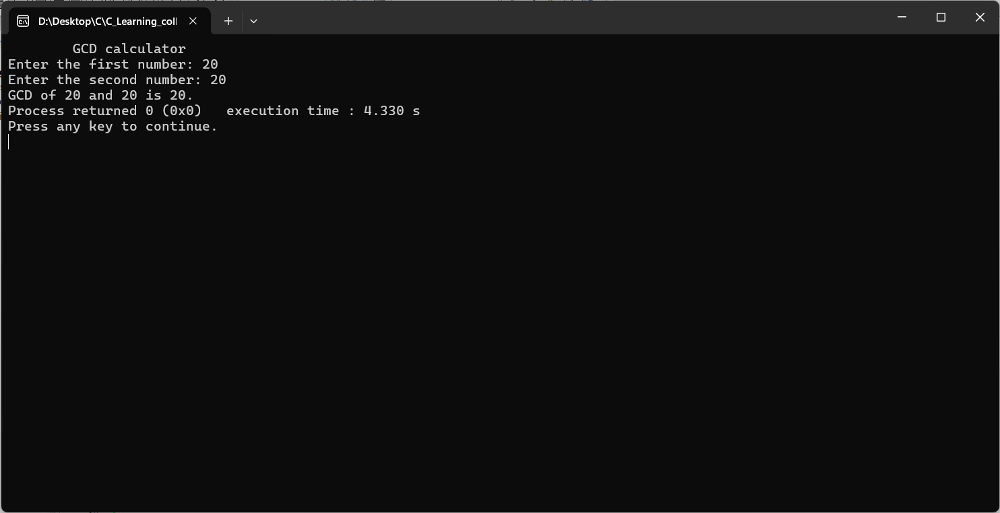 D:\Desktop\C\C_Learning_coll
GCD calculator
Enter the first number: 20
Enter the second number: 20
GCD of 20 and 20 is 20.
Process returned 0 (0x0)   execution time : 4.330 s
Press any key to continue.